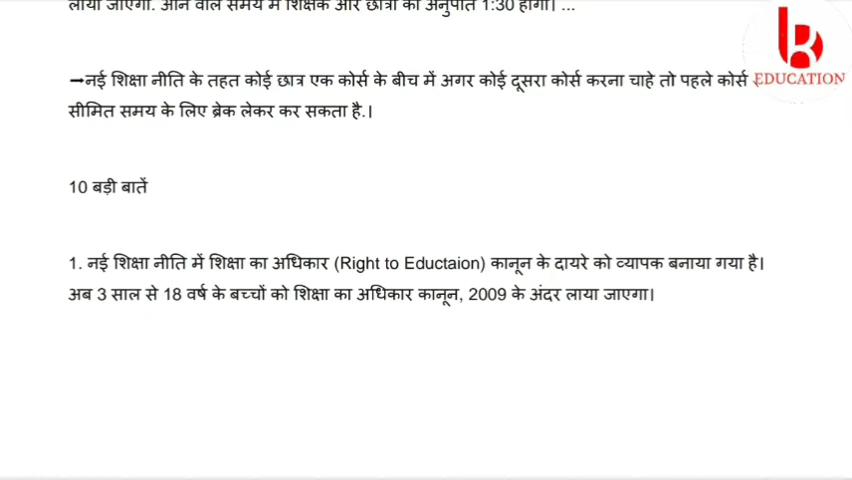 लाया जाएगा. आने वाले समय में शिक्षक और छात्रों का अनुपात 1:30 होगा। ...
→नई शिक्षा नीति के तहत कोई छात्र एक कोर्स के बीच में अगर कोई दूसरा कोर्स करना चाहे तो पहले कोर्स
EDUCATION
सीमित समय के लिए ब्रेक लेकर कर सकता है.।
10 बड़ी बातें
1. नई शिक्षा नीति में शिक्षा का अधिकार (Right to Eductaion) कानून के दायरे को व्यापक बनाया गया है।
अब 3 साल से 18 वर्ष के बच्चों को शिक्षा का अधिकार कानून, 2009 के अंदर लाया जाएगा।